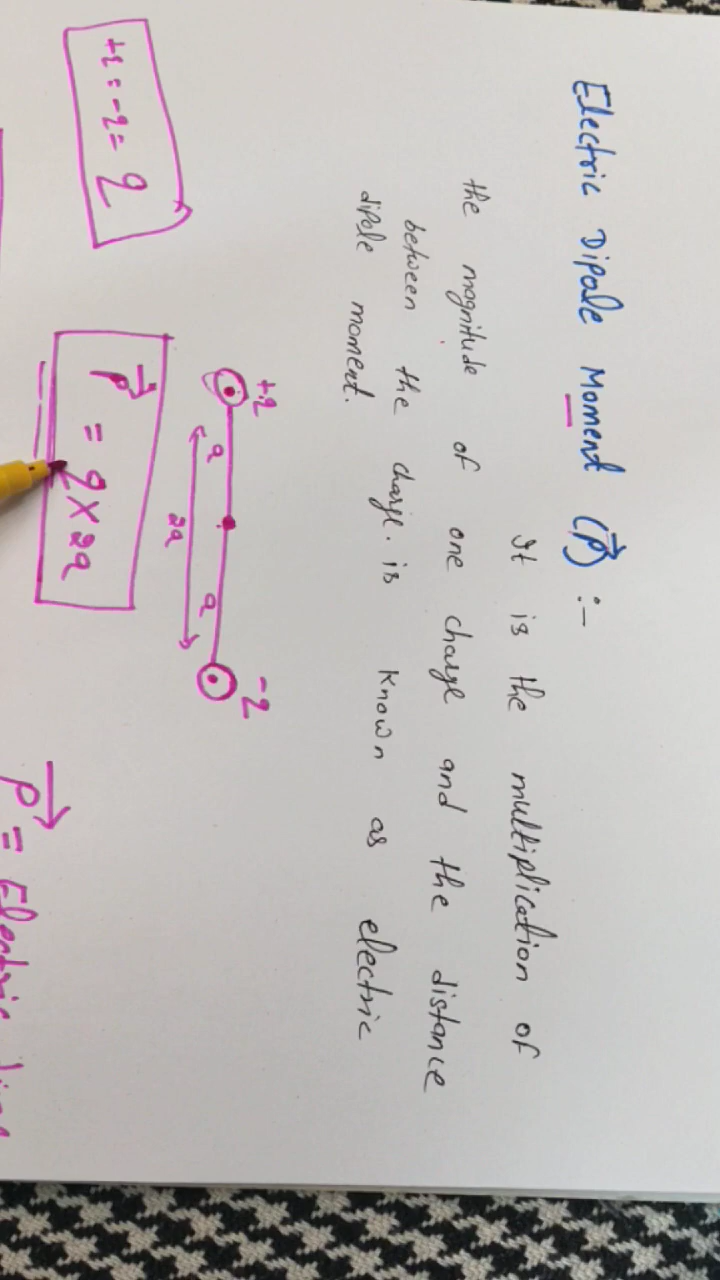 Electric Dipole Moment (P⃗) :-
It is the multiplication of
the magnitude of one charge and the distance
between the charge. is known as electric
dipole moment.
+q -q
a a
2a
+q = -q = q
P⃗ = q × 2a
P⃗ = Electric